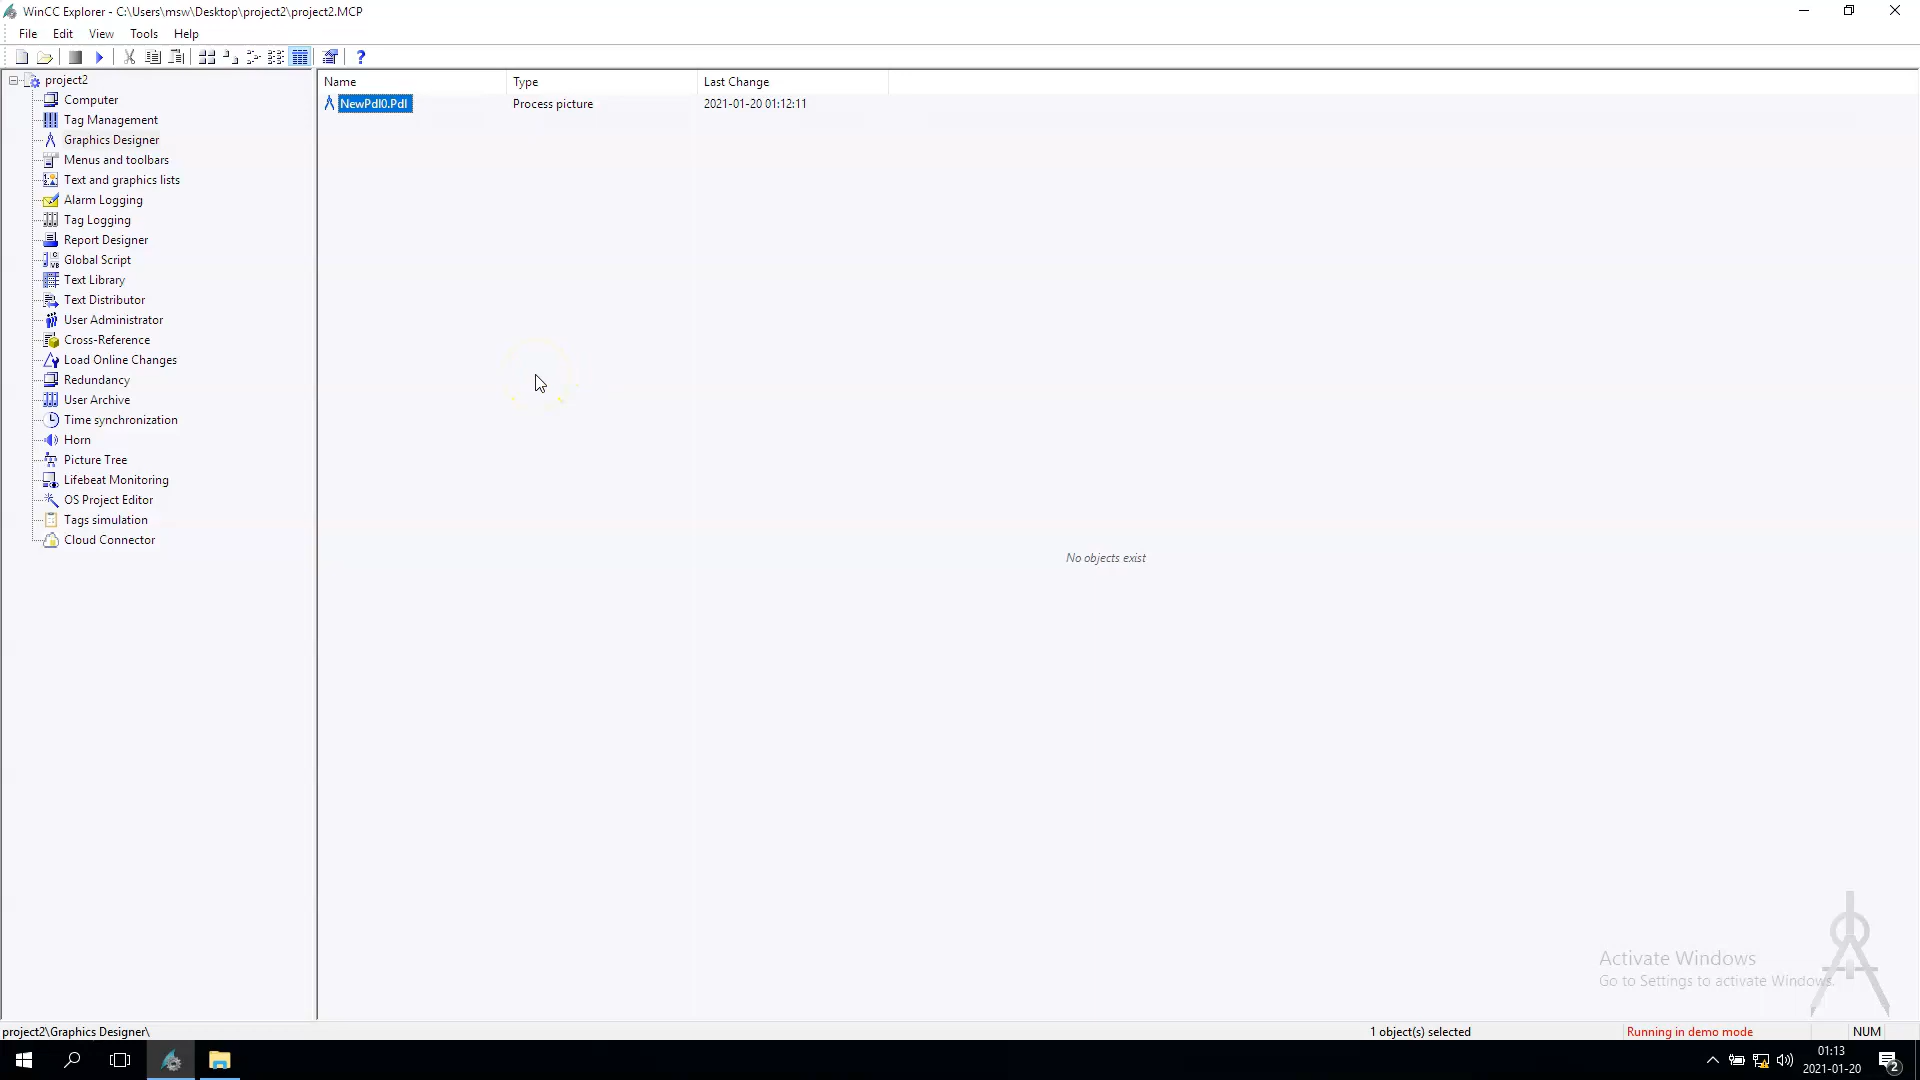 WinCC Explorer - C:\Users\msw\Desktop\project2\project2.MCP
File Edit View Tools Help
project2
Computer
Tag Management
Graphics Designer
Menus and toolbars
Text and graphics lists
Alarm Logging
Tag Logging
Report Designer
Global Script
Text Library
Text Distributor
User Administrator
Cross-Reference
Load Online Changes
Redundancy
User Archive
Time synchronization
Horn
Picture Tree
Lifebeat Monitoring
OS Project Editor
Tags simulation
Cloud Connector
Name Type Last Change
NewPdl0.Pdl Process picture 2021-01-20 01:12:11
No objects exist
Activate Windows
Go to Settings to activate Windows.
project2\Graphics Designer\ 1 object(s) selected Running in demo mode NUM
01:13
2021-01-20
2